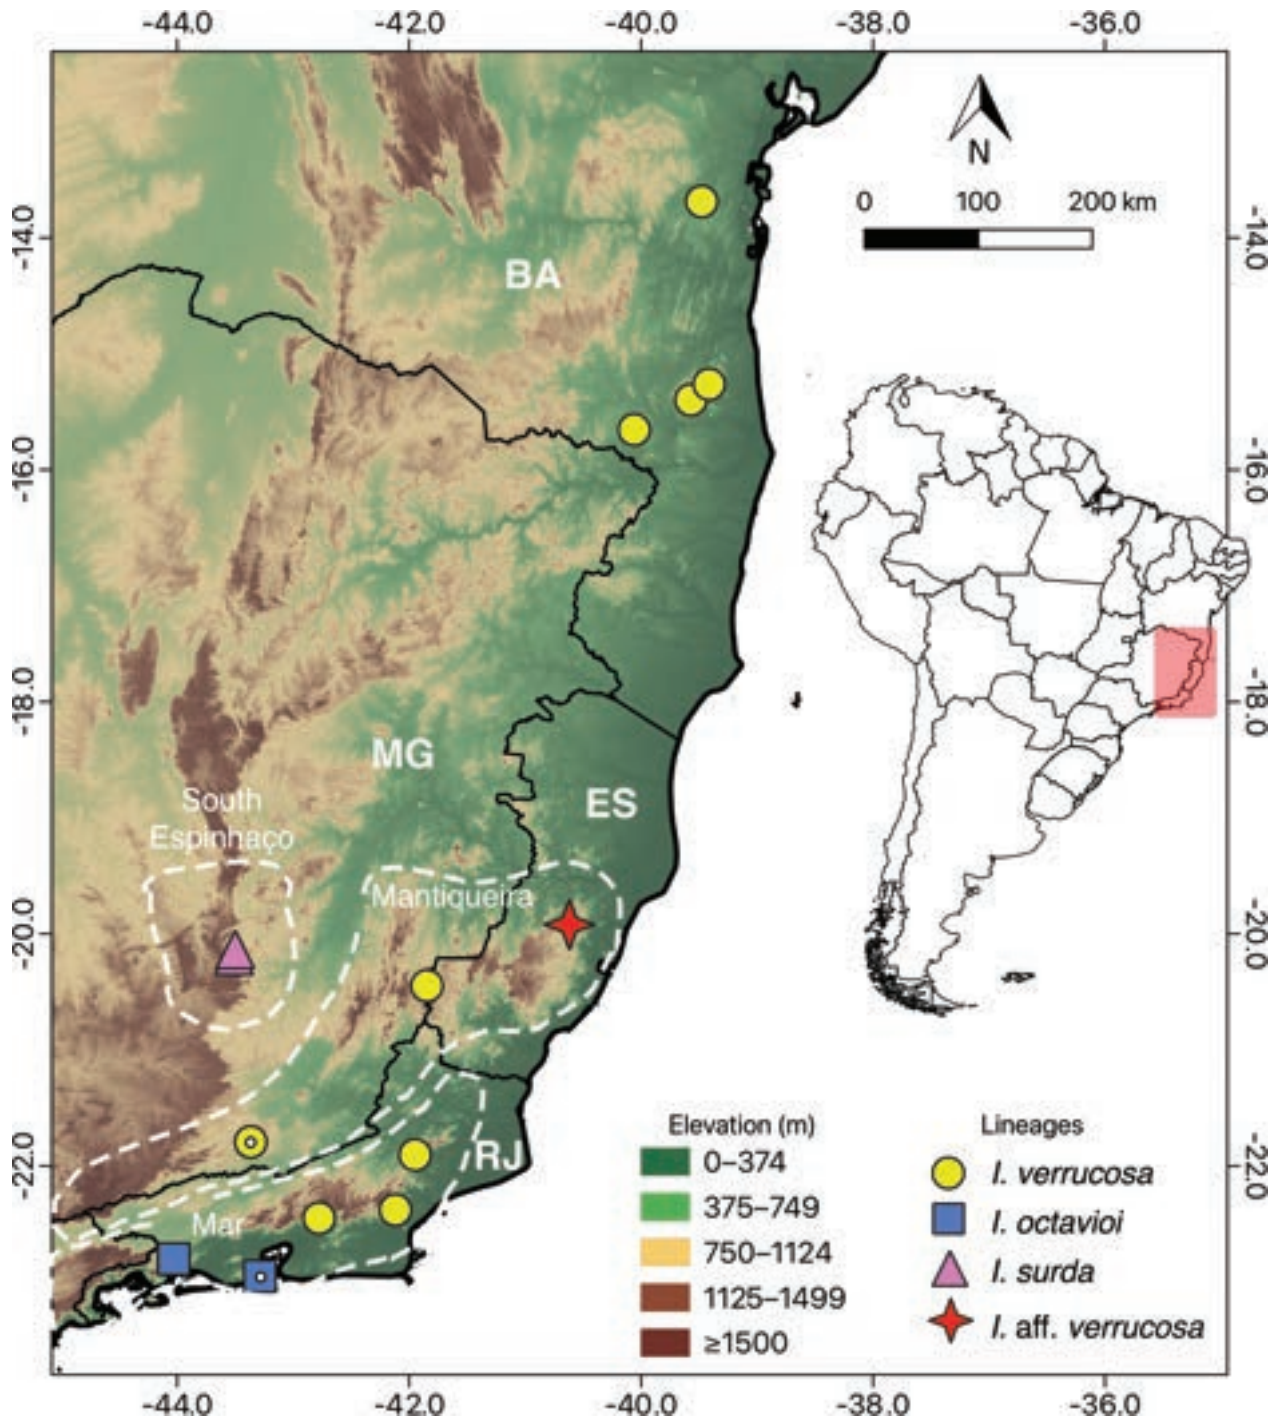 -44.0 -42.0 -40.0 -38.0 -36.0
N
0 100 200 km
-14.0 -14.0
BA
-16.0 -16.0
-18.0 -18.0
MG
ES
South
Espinhaço
Mantiqueira
-20.0 -20.0
Elevation (m)
0–374
375–749
750–1124
1125–1499
≥1500
Lineages
I. verrucosa
I. octavioi
I. surda
I. aff. verrucosa
RJ
-22.0 -22.0
Mar
-44.0 -42.0 -40.0 -38.0 -36.0